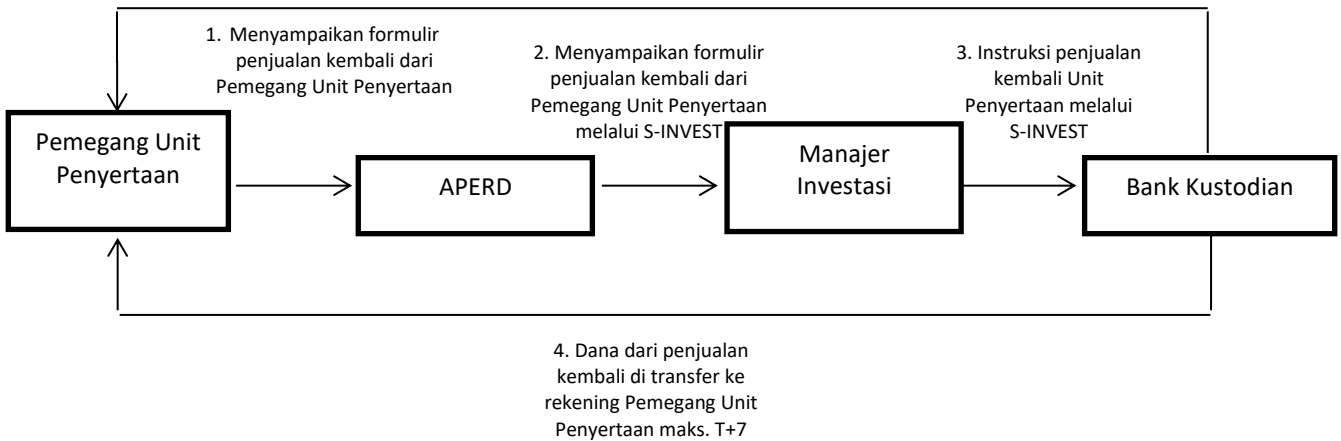 1. Menyampaikan formulir
penjualan kembali dari
Pemegang Unit Penyertaan
2. Menyampaikan formulir
penjualan kembali dari
Pemegang Unit Penyertaan
melalui S-INVEST
3. Instruksi penjualan
kembali Unit
Penyertaan melalui
S-INVEST
Pemegang Unit
Penyertaan
APERD
Manajer
Investasi
Bank Kustodian
4. Dana dari penjualan
kembali di transfer ke
rekening Pemegang Unit
Penyertaan maks. T+7